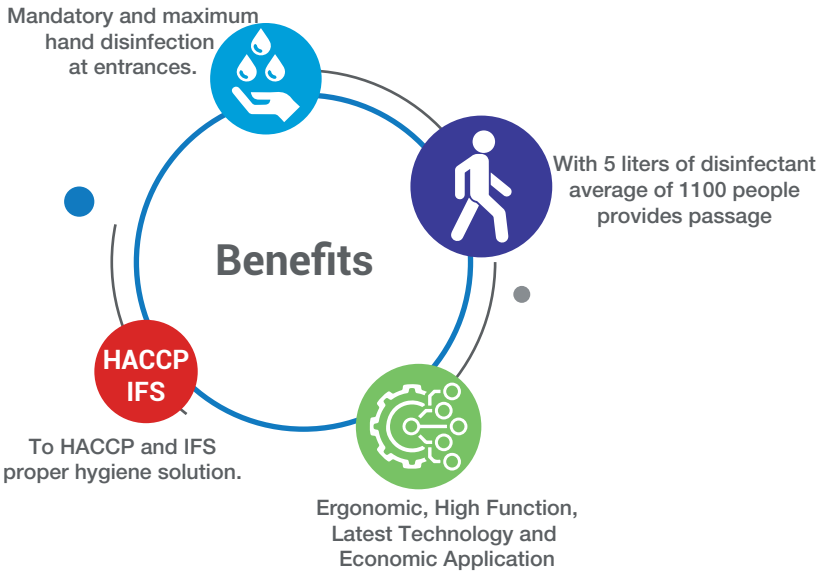 Mandatory and maximum
hand disinfection
at entrances.
With 5 liters of disinfectant
average of 1100 people
provides passage
Benefits
HACCP
IFS
To HACCP and IFS
proper hygiene solution.
Ergonomic, High Function,
Latest Technology and
Economic Application